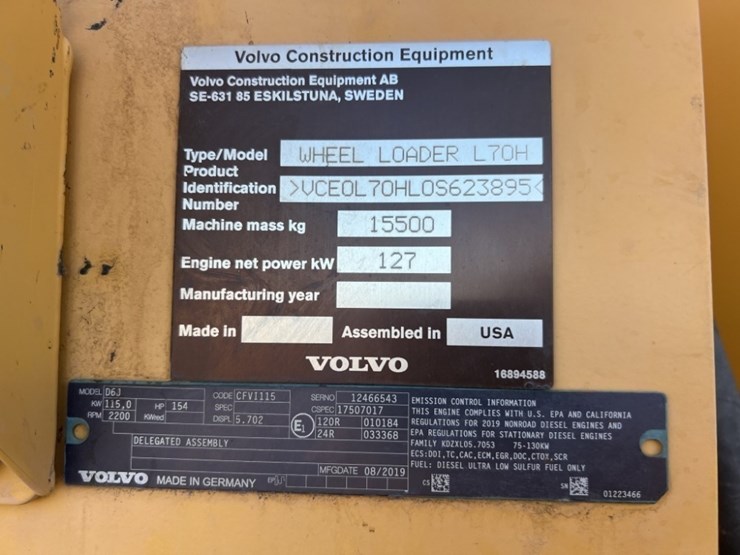 Volvo Construction Equipment
Volvo Construction Equipment AB
SE-631 85 ESKILSTUNA, SWEDEN
Type/Model WHEEL LOADER L70H
Product
Identification >VCE0L70HL0S623895<
Number
Machine mass kg 15500
Engine net power kW 127
Manufacturing year
Made in Assembled in USA
VOLVO
16894588
MODEL D6J CODE CFVI115 SERNO 12466543
KW 115,0 HP 154 SPEC CSPEC 17507017
RPM 2200 KWed DISPL 5.702 E1 120R 010184
24R 033368
DELEGATED ASSEMBLY
MFGDATE 08/2019
VOLVO MADE IN GERMANY
EMISSION CONTROL INFORMATION
THIS ENGINE COMPLIES WITH U.S. EPA AND CALIFORNIA
REGULATIONS FOR 2019 NONROAD DIESEL ENGINES AND
EPA REGULATIONS FOR STATIONARY DIESEL ENGINES
FAMILY KDZXL05.7053 75-130KW
ECS:DDI,TC,CAC,ECM,EGR,DOC,CTOX,SCR
FUEL: DIESEL ULTRA LOW SULFUR FUEL ONLY
CS SN 01223466